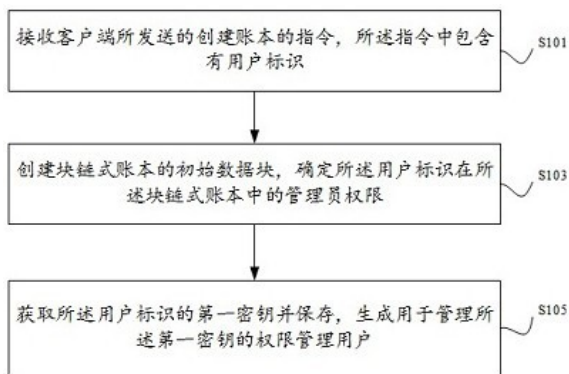 接收客户端所发送的创建账本的指令，所述指令中包含
有用户标识
S101
创建块链式账本的初始数据块，确定所述用户标识在所
述块链式账本中的管理员权限
S103
获取所述用户标识的第一密钥并保存，生成用于管理所
述第一密钥的权限管理用户
S105